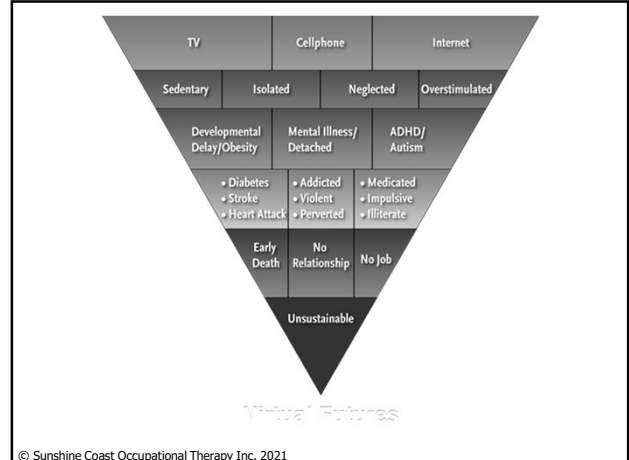 TV Cellphone Internet
Sedentary Isolated Neglected Overstimulated
Developmental
Delay/Obesity
Mental Illness/
Detached
ADHD/
Autism
• Diabetes
• Stroke
• Heart Attack
• Addicted
• Violent
• Perverted
• Medicated
• Impulsive
• Illiterate
Early
Death
No
Relationship
No Job
Unsustainable
Virtual Futures
© Sunshine Coast Occupational Therapy Inc. 2021